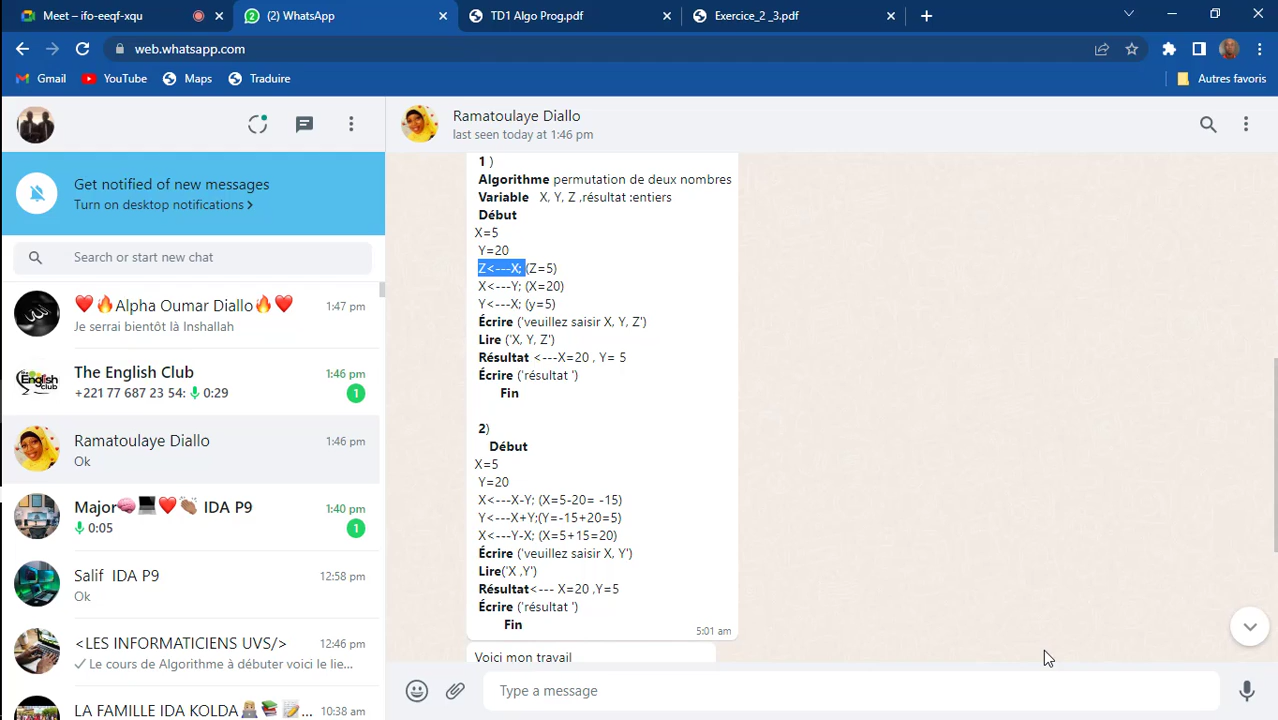 Meet – ifo-eeqf-xqu
(2) WhatsApp
TD1 Algo Prog.pdf
Exercice_2 _3.pdf
web.whatsapp.com
Gmail
YouTube
Maps
Traduire
Autres favoris
Ramatoulaye Diallo
last seen today at 1:46 pm
Get notified of new messages
Turn on desktop notifications >
Search or start new chat
❤️🔥Alpha Oumar Diallo🔥❤️ 1:47 pm
Je serrai bientôt là Inshallah
The English Club 1:46 pm
+221 77 687 23 54: 0:29 1
Ramatoulaye Diallo 1:46 pm
Ok
Major🧠💻❤️👏🏽 IDA P9 1:40 pm
0:05 1
Salif IDA P9 12:58 pm
Ok
<LES INFORMATICIENS UVS/> 12:46 pm
✓ Le cours de Algorithme à débuter voici le lie...
LA FAMILLE IDA KOLDA👩‍💻📚📝... 10:38 am
1 )
Algorithme permutation de deux nombres
Variable X, Y, Z ,résultat :entiers
Début
X=5
Y=20
Z<---X; (Z=5)
X<---Y; (X=20)
Y<---X; (y=5)
Écrire ('veuillez saisir X, Y, Z')
Lire ('X, Y, Z')
Résultat <---X=20 , Y= 5
Écrire ('résultat ')
Fin
2)
Début
X=5
Y=20
X<---X-Y; (X=5-20= -15)
Y<---X+Y;(Y=-15+20=5)
X<---Y-X; (X=5+15=20)
Écrire ('veuillez saisir X, Y')
Lire('X ,Y')
Résultat<--- X=20 ,Y=5
Écrire ('résultat ')
Fin
5:01 am
Voici mon travail
Type a message